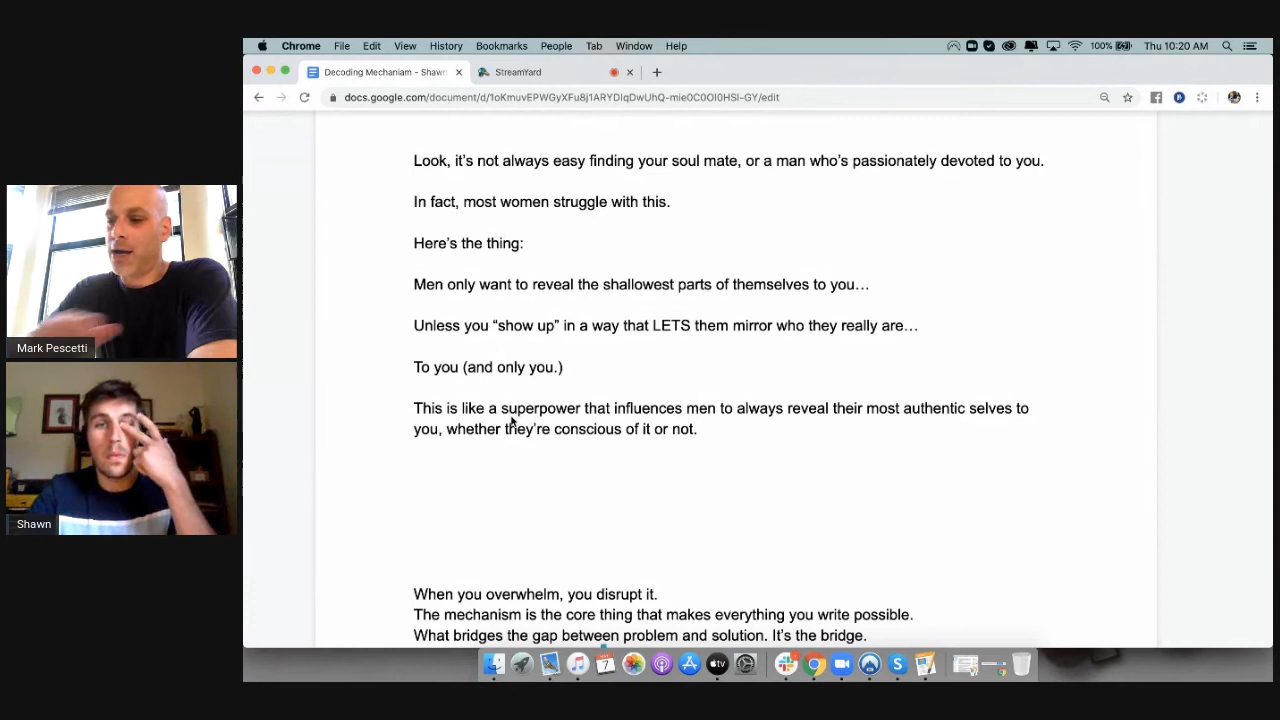 Chrome File Edit View History Bookmarks People Tab Window Help 100% Thu 10:20 AM
Decoding Mechaniam - Shawn StreamYard
docs.google.com/document/d/1oKmuvEPWGyXFu8j1ARYDlqDwUhQ-mie0C0Ol0HSI-GY/edit
Look, it's not always easy finding your soul mate, or a man who's passionately devoted to you.
In fact, most women struggle with this.
Here's the thing:
Men only want to reveal the shallowest parts of themselves to you…
Unless you “show up” in a way that LETS them mirror who they really are…
To you (and only you.)
This is like a superpower that influences men to always reveal their most authentic selves to
you, whether they're conscious of it or not.
When you overwhelm, you disrupt it.
The mechanism is the core thing that makes everything you write possible.
What bridges the gap between problem and solution. It's the bridge.
Mark Pescetti
Shawn
7
tv